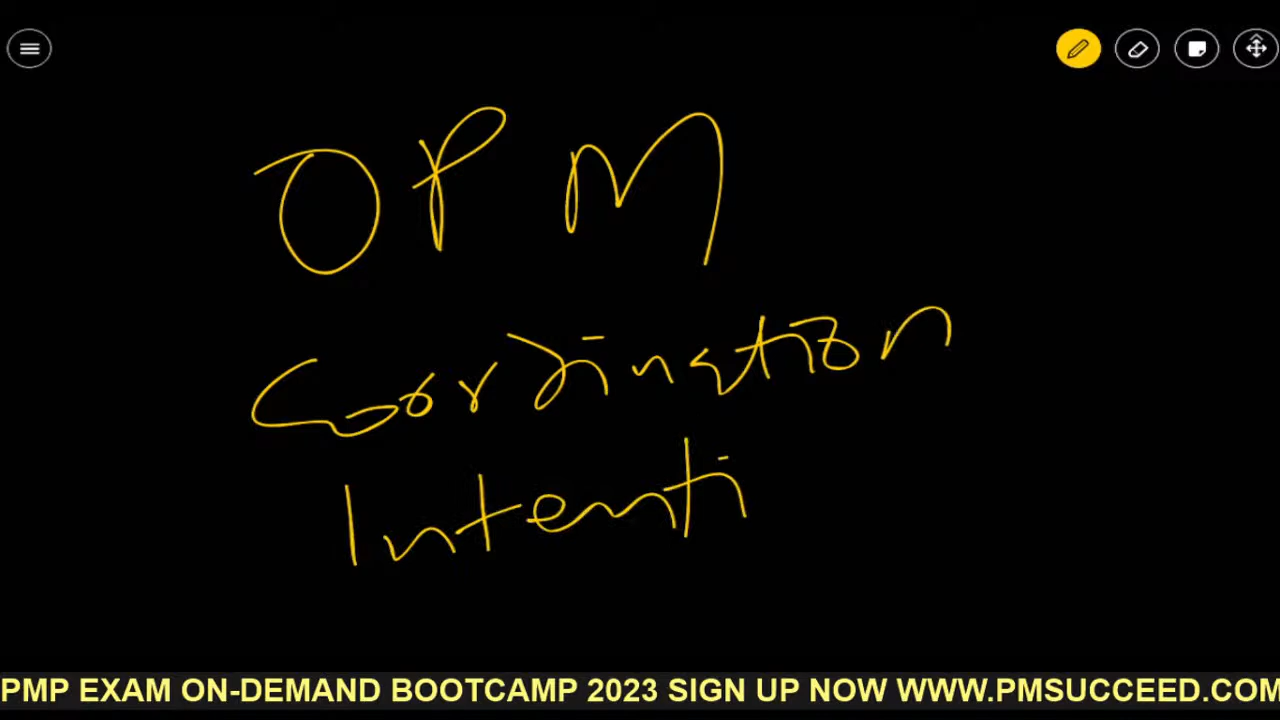 OPM
Coordination
Intenti
PMP EXAM ON-DEMAND BOOTCAMP 2023 SIGN UP NOW WWW.PMSUCCEED.COM